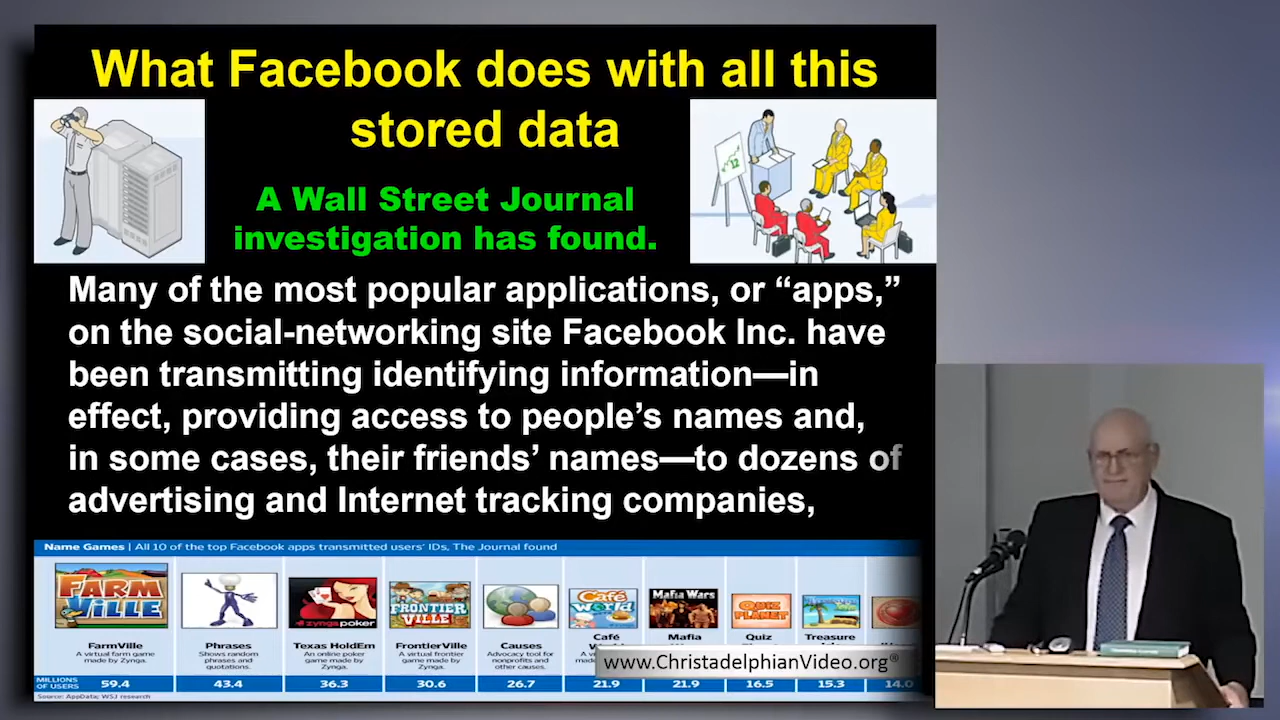 What Facebook does with all this
stored data
A Wall Street Journal
investigation has found.
Many of the most popular applications, or “apps,”
on the social-networking site Facebook Inc. have
been transmitting identifying information—in
effect, providing access to people’s names and,
in some cases, their friends’ names—to dozens of
advertising and Internet tracking companies,
12
Name Games | All 10 of the top Facebook apps transmitted users' IDs, The Journal found
FARM VILLE
zynga poker
FRONTIER VILLE
Café world
Mafia Wars
QUIZ PLANET
FarmVille
A virtual farm game
made by Zynga.
Phrases
Shows random
phrases and
quotations.
Texas HoldEm
An online poker
game made by
Zynga.
FrontierVille
A virtual frontier
game made by
Zynga.
Causes
Advocacy tool for
nonprofits and
other causes.
Café
Mafia
Quiz
Treasure
www.ChristadelphianVideo.org®
MILLIONS
OF USERS
59.4 43.4 36.3 30.6 26.7 21.9 21.9 16.5 15.3 14.0
Source: AppData; WSJ research